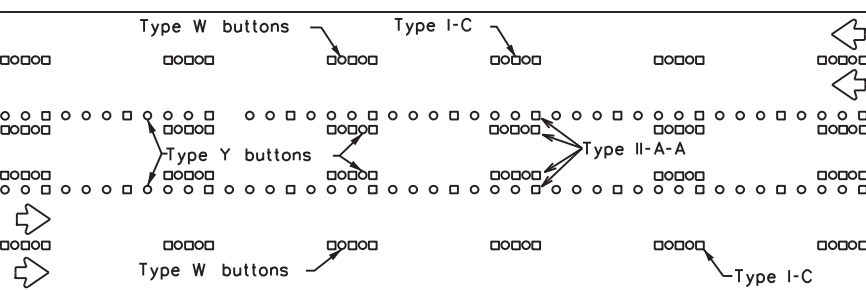 Type W buttons
Type I-C
Type Y buttons
Type II-A-A
Type W buttons
Type I-C